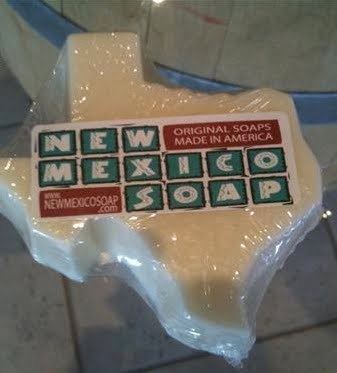 NEW
ORIGINAL SOAPS
MADE IN AMERICA
MEXICO
www.
NEWMEXICOSOAP
.com
SOAP